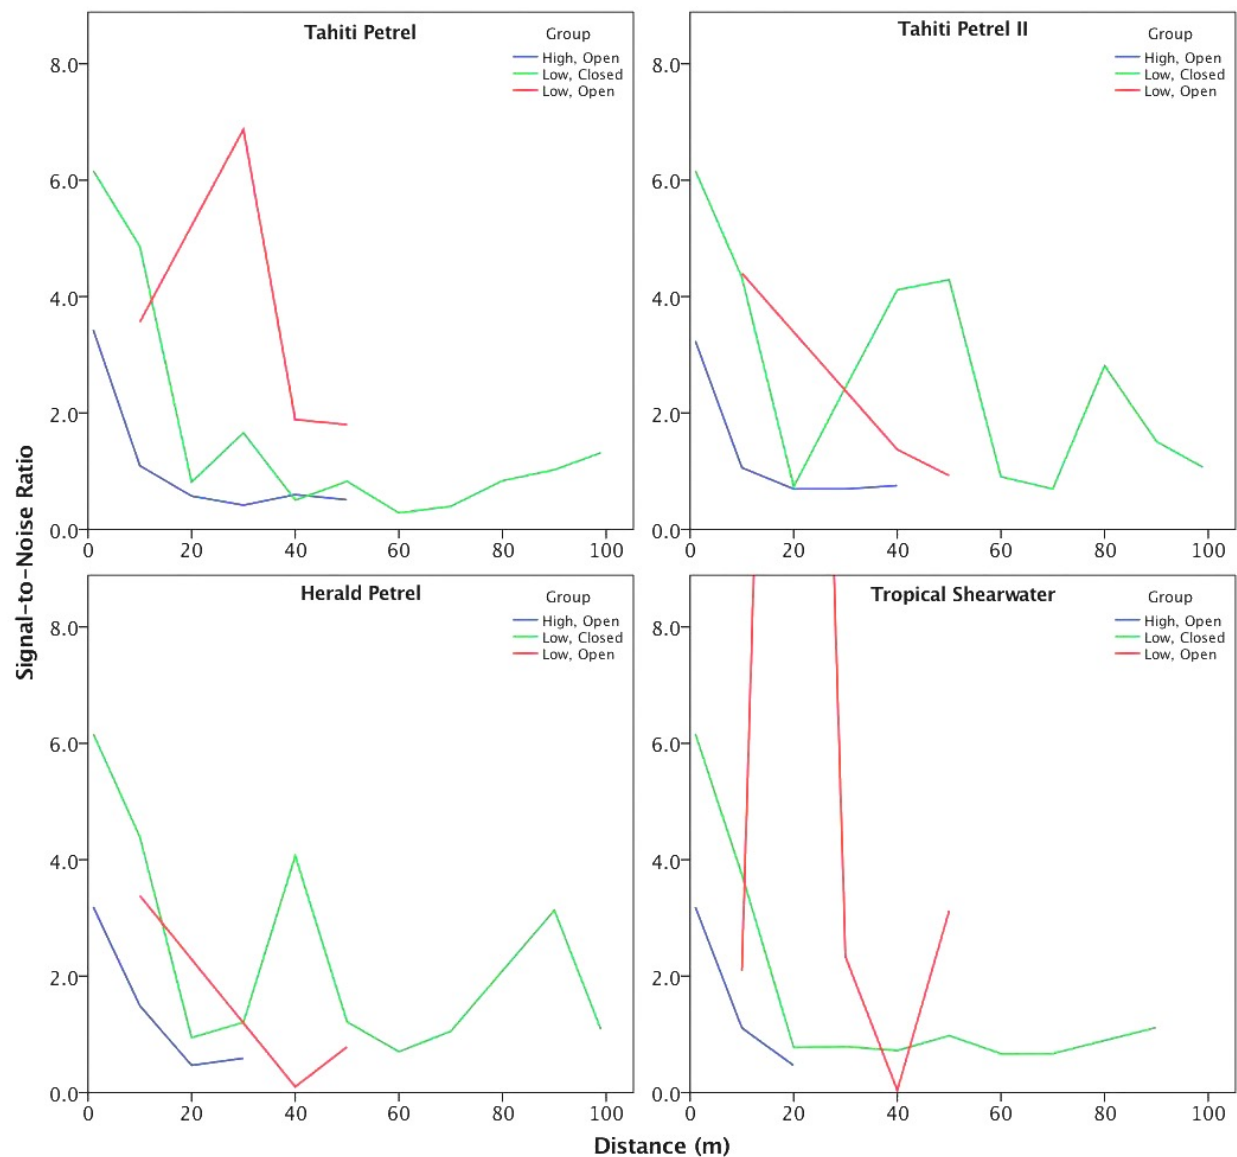 Signal-to-Noise Ratio
Tahiti Petrel
Group
High, Open
Low, Closed
Low, Open
8.0
6.0
4.0
2.0
0.0
0 20 40 60 80 100
Tahiti Petrel II
Group
High, Open
Low, Closed
Low, Open
8.0
6.0
4.0
2.0
0.0
0 20 40 60 80 100
Herald Petrel
Group
High, Open
Low, Closed
Low, Open
8.0
6.0
4.0
2.0
0.0
0 20 40 60 80 100
Tropical Shearwater
Group
High, Open
Low, Closed
Low, Open
8.0
6.0
4.0
2.0
0.0
0 20 40 60 80 100
Distance (m)